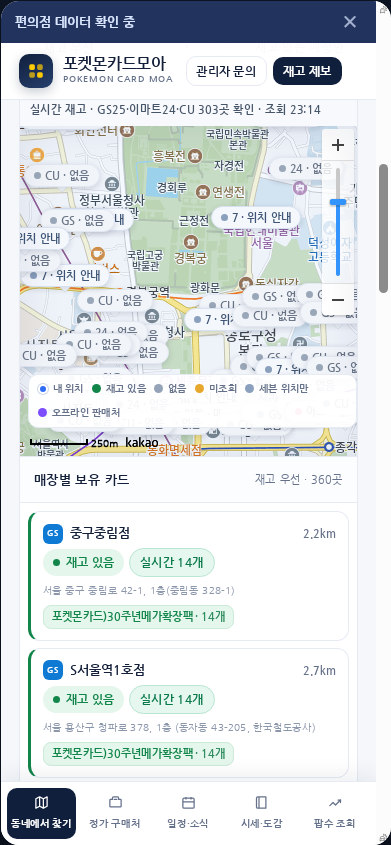 편의점 데이터 확인 중
포켓몬카드모아
POKEMON CARD MOA
관리자 문의
재고 제보
실시간 재고 · GS25·이마트24·CU 303곳 확인 · 조회 23:14
국립민속박물관
본관
흥복전
자경전
CU · 없음
24 · 없음
경회루
연생전
정부서울청사
GS · 없음
내
근정전
7 · 위치 안내
위치 안내
서울
· 없음
국립고궁
박물관
경복궁
7 · 위치 안내
CU · 없음
광화문
GS · 없음
CU · 없음
CU · 없음
CU · 없음
내 위치
재고 있음
없음
미조회
세븐 위치만
오프라인 판매처
250m
kakao
동화면세점
종각
매장별 보유 카드
재고 우선 · 360곳
GS
중구중림점
2.2km
재고 있음
실시간 14개
서울 중구 중림로 42-1, 1층(중림동 328-1)
포켓몬카드)30주년메가확장팩 · 14개
GS
S서울역1호점
2.7km
재고 있음
실시간 14개
서울 용산구 청파로 378, 1층 (동자동 43-205, 한국철도공사)
포켓몬카드)30주년메가확장팩 · 14개
동네에서 찾기
정가 구매처
일정·소식
시세·도감
팝수 조회